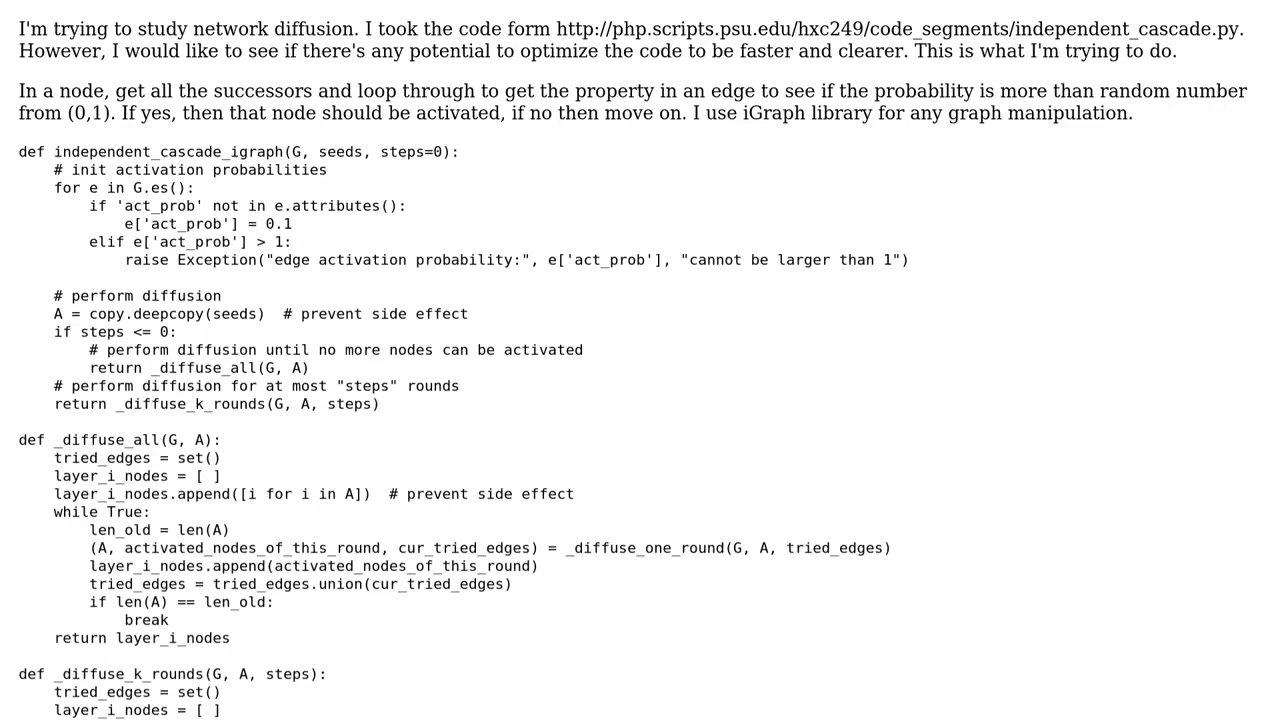 I'm trying to study network diffusion. I took the code form http://php.scripts.psu.edu/hxc249/code_segments/independent_cascade.py.
However, I would like to see if there's any potential to optimize the code to be faster and clearer. This is what I'm trying to do.

In a node, get all the successors and loop through to get the property in an edge to see if the probability is more than random number
from (0,1). If yes, then that node should be activated, if no then move on. I use iGraph library for any graph manipulation.

def independent_cascade_igraph(G, seeds, steps=0):
    # init activation probabilities
    for e in G.es():
        if 'act_prob' not in e.attributes():
            e['act_prob'] = 0.1
        elif e['act_prob'] > 1:
            raise Exception("edge activation probability:", e['act_prob'], "cannot be larger than 1")

    # perform diffusion
    A = copy.deepcopy(seeds)  # prevent side effect
    if steps <= 0:
        # perform diffusion until no more nodes can be activated
        return _diffuse_all(G, A)
    # perform diffusion for at most "steps" rounds
    return _diffuse_k_rounds(G, A, steps)

def _diffuse_all(G, A):
    tried_edges = set()
    layer_i_nodes = [ ]
    layer_i_nodes.append([i for i in A])  # prevent side effect
    while True:
        len_old = len(A)
        (A, activated_nodes_of_this_round, cur_tried_edges) = _diffuse_one_round(G, A, tried_edges)
        layer_i_nodes.append(activated_nodes_of_this_round)
        tried_edges = tried_edges.union(cur_tried_edges)
        if len(A) == len_old:
            break
    return layer_i_nodes

def _diffuse_k_rounds(G, A, steps):
    tried_edges = set()
    layer_i_nodes = [ ]